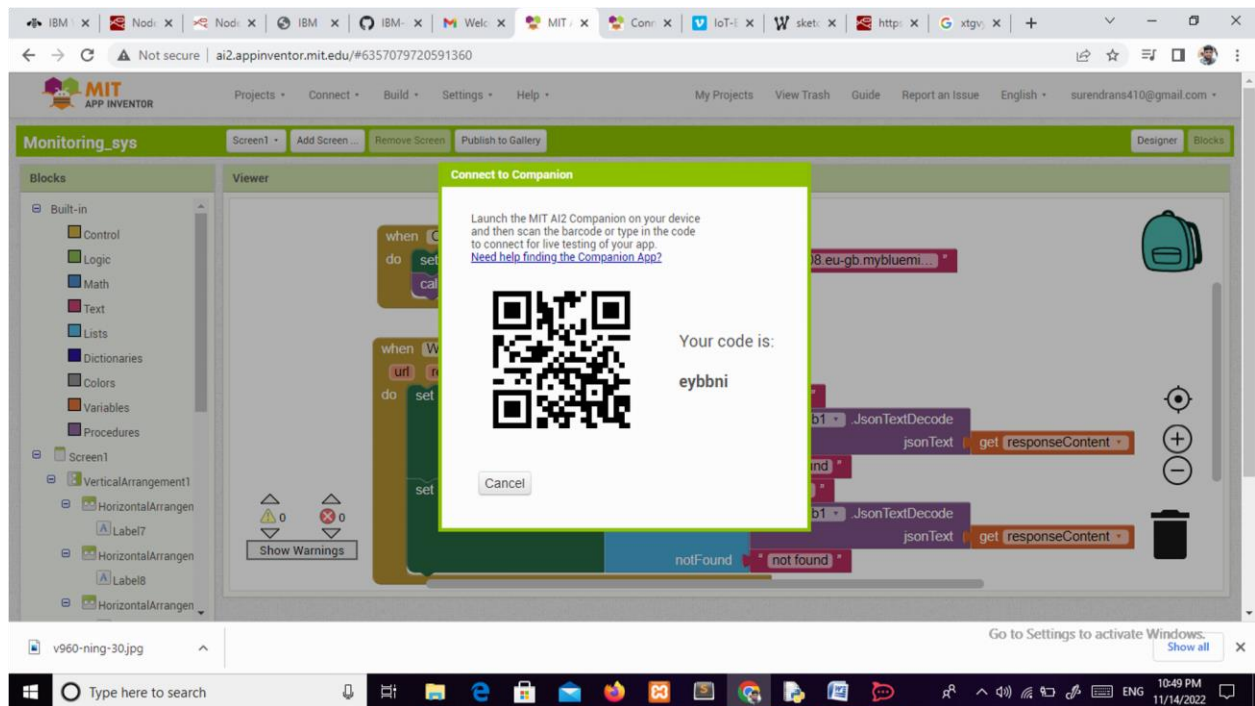 IBM
Node
Node
IBM
IBM-
Welc
MIT A
Conn
IoT-E
sketc
http:
xtgvy
Not secure | ai2.appinventor.mit.edu/#6357079720591360
MIT
APP INVENTOR
Projects
Connect
Build
Settings
Help
My Projects
View Trash
Guide
Report an Issue
English
surendrans410@gmail.com
Monitoring_sys
Screen1
Add Screen ...
Remove Screen
Publish to Gallery
Designer
Blocks
Blocks
Viewer
Built-in
Control
Logic
Math
Text
Lists
Dictionaries
Colors
Variables
Procedures
Screen1
VerticalArrangement1
HorizontalArrangen
Label7
HorizontalArrangen
Label8
HorizontalArrangen
when
do set
cal
08.eu-gb.mybluemi... "
when W
url
do set
b1 .JsonTextDecode
jsonText get responseContent
set
b1 .JsonTextDecode
jsonText get responseContent
notFound " not found "
0 0
Show Warnings
Connect to Companion
Launch the MIT AI2 Companion on your device
and then scan the barcode or type in the code
to connect for live testing of your app.
Need help finding the Companion App?
Your code is:
eybbni
Cancel
Go to Settings to activate Windows.
v960-ning-30.jpg
Show all
Type here to search
ENG
10:49 PM
11/14/2022